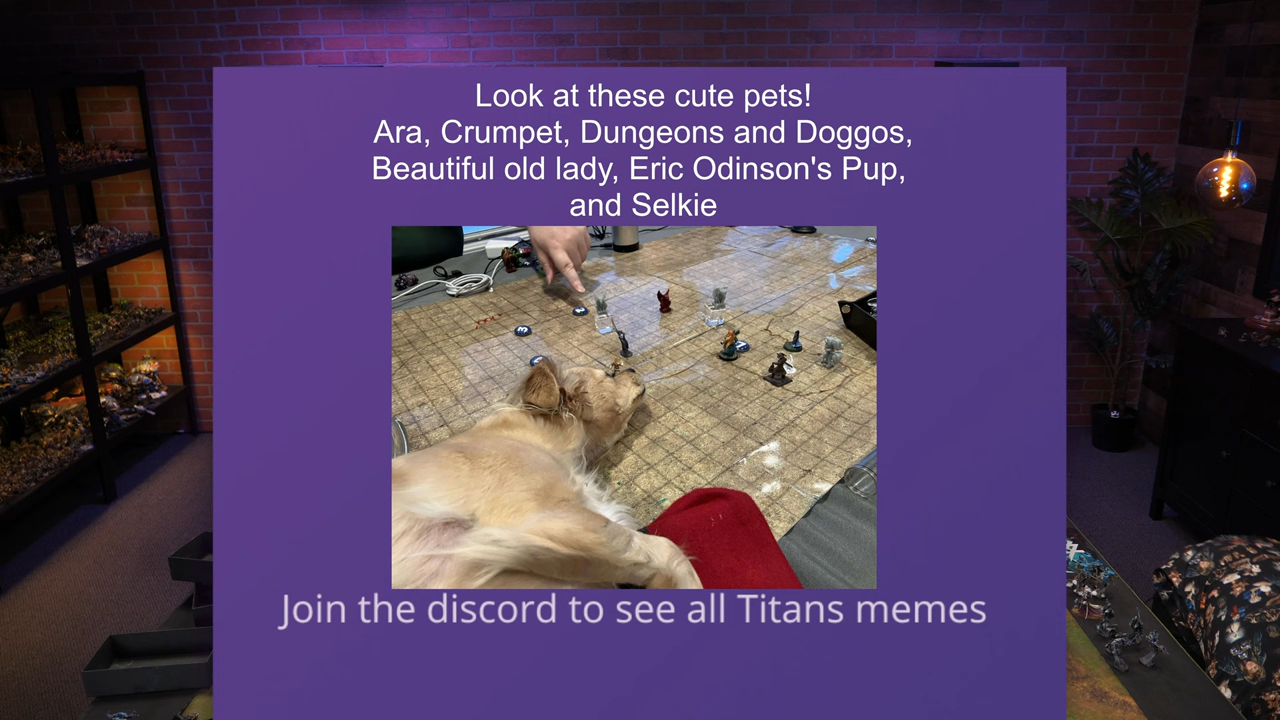 Look at these cute pets!
Ara, Crumpet, Dungeons and Doggos,
Beautiful old lady, Eric Odinson's Pup,
and Selkie
Join the discord to see all Titans memes